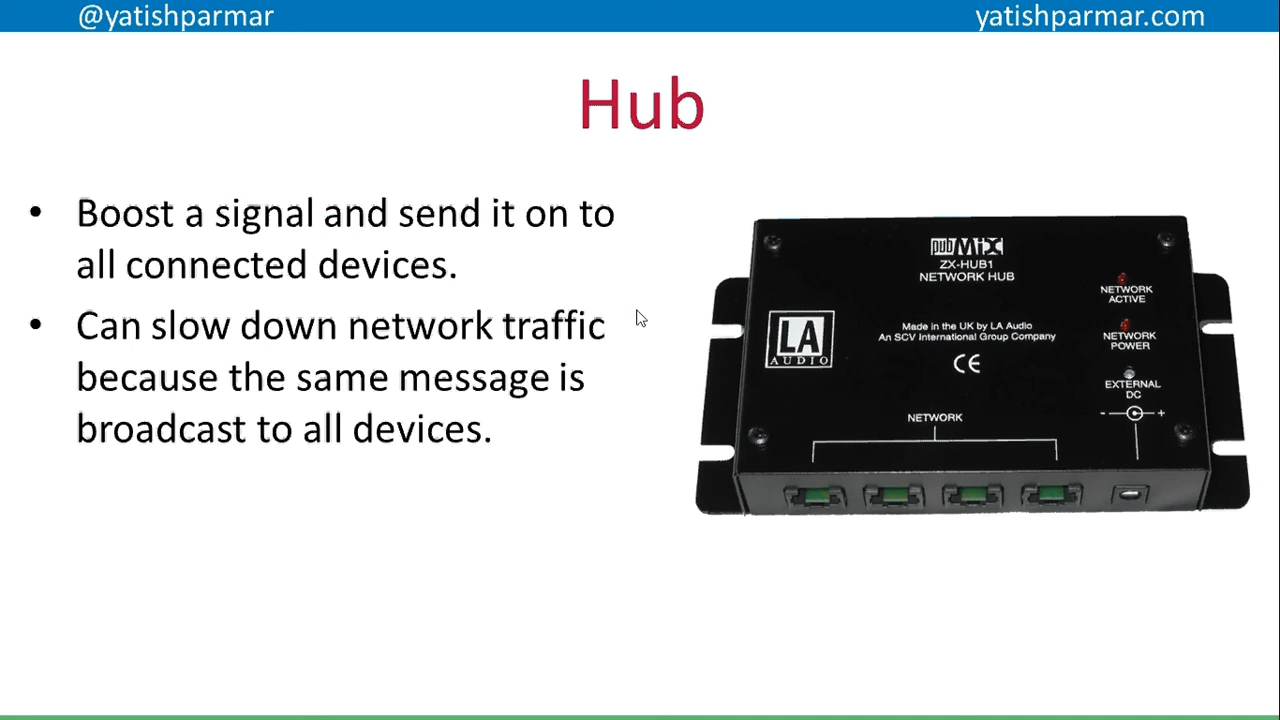 @yatishparmar
yatishparmar.com
Hub
• Boost a signal and send it on to
all connected devices.
• Can slow down network traffic
because the same message is
broadcast to all devices.
pub MiX
ZX-HUB1
NETWORK HUB
NETWORK
ACTIVE
LA
AUDIO
Made in the UK by LA Audio
An SCV International Group Company
CE
NETWORK
POWER
EXTERNAL
DC
- +
NETWORK